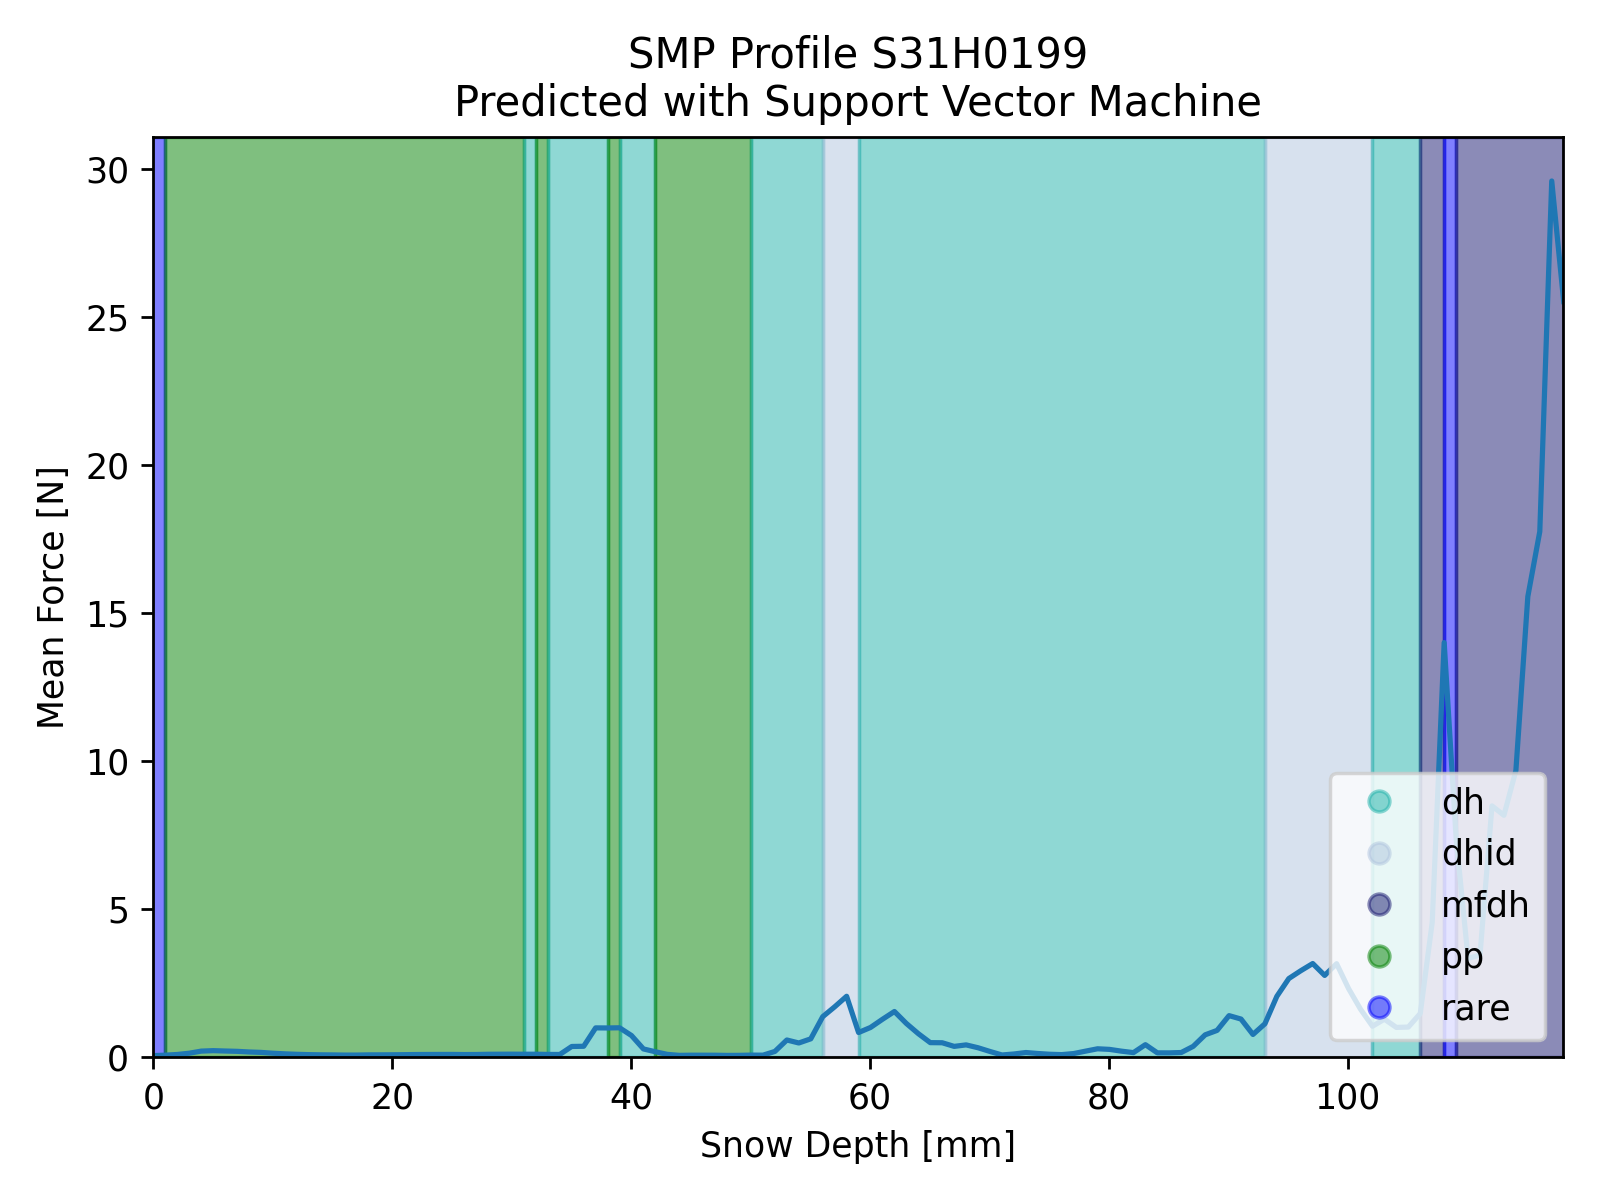 SMP Profile S31H0199
Predicted with Support Vector Machine
Mean Force [N]
30
25
20
15
10
5
0
0 20 40 60 80 100
Snow Depth [mm]
dh
dhid
mfdh
pp
rare